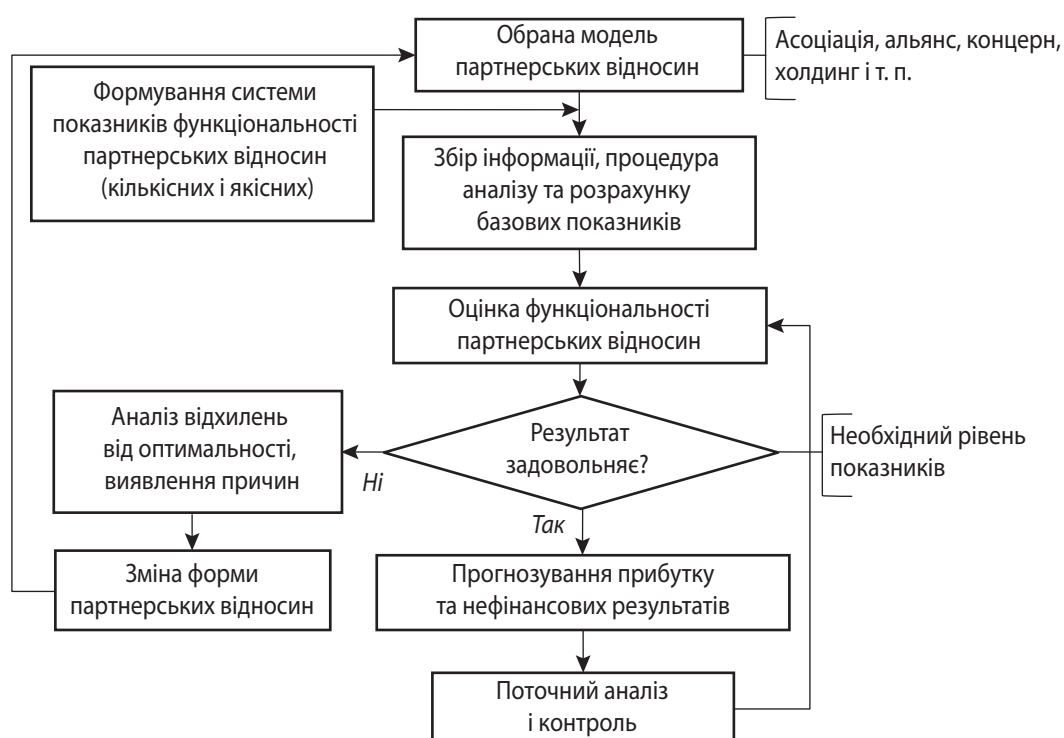 Обрана модель
партнерських відносин
Асоціація, альянс, концерн,
холдинг і т. п.
Формування системи
показників функціональності
партнерських відносин
(кількісних і якісних)
Збір інформації, процедура
аналізу та розрахунку
базових показників
Оцінка функціональності
партнерських відносин
Аналіз відхилень
від оптимальності,
виявлення причин
Результат
задовольняє?
Необхідний рівень
показників
Ні
Так
Зміна форми
партнерських відносин
Прогнозування прибутку
та нефінансових результатів
Поточний аналіз
і контроль